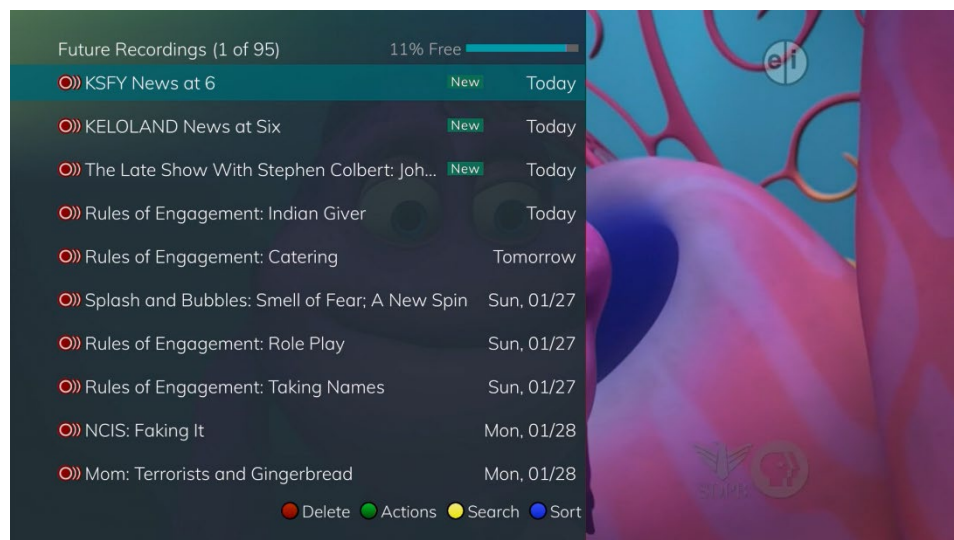 Future Recordings (1 of 95) 11% Free
KSFY News at 6 New Today
KELOLAND News at Six New Today
The Late Show With Stephen Colbert: Joh... New Today
Rules of Engagement: Indian Giver Today
Rules of Engagement: Catering Tomorrow
Splash and Bubbles: Smell of Fear; A New Spin Sun, 01/27
Rules of Engagement: Role Play Sun, 01/27
Rules of Engagement: Taking Names Sun, 01/27
NCIS: Faking It Mon, 01/28
Mom: Terrorists and Gingerbread Mon, 01/28
Delete Actions Search Sort
e/i
SDPB